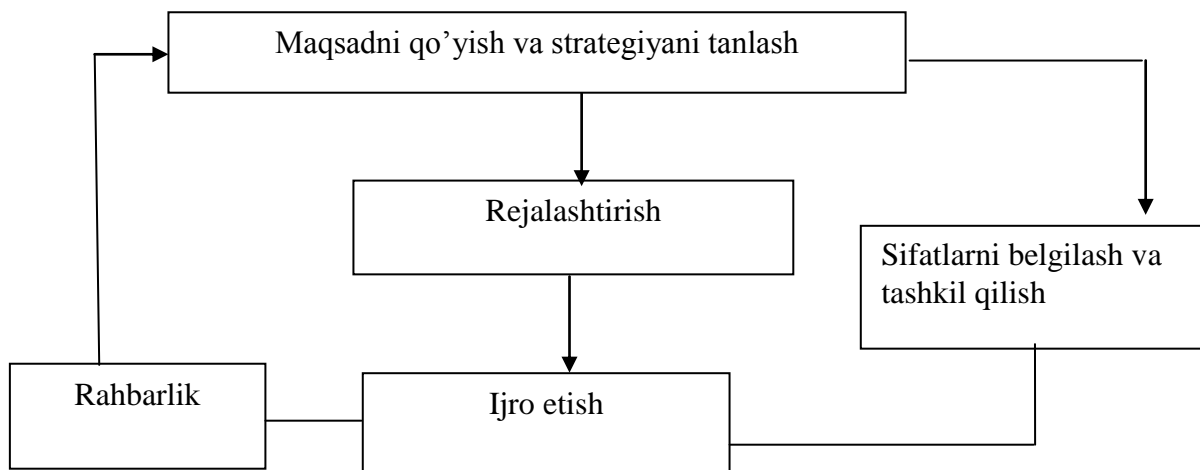 Maqsadni qo’yish va strategiyani tanlash
Rejalashtirish
Sifatlarni belgilash va
tashkil qilish
Rahbarlik
Ijro etish